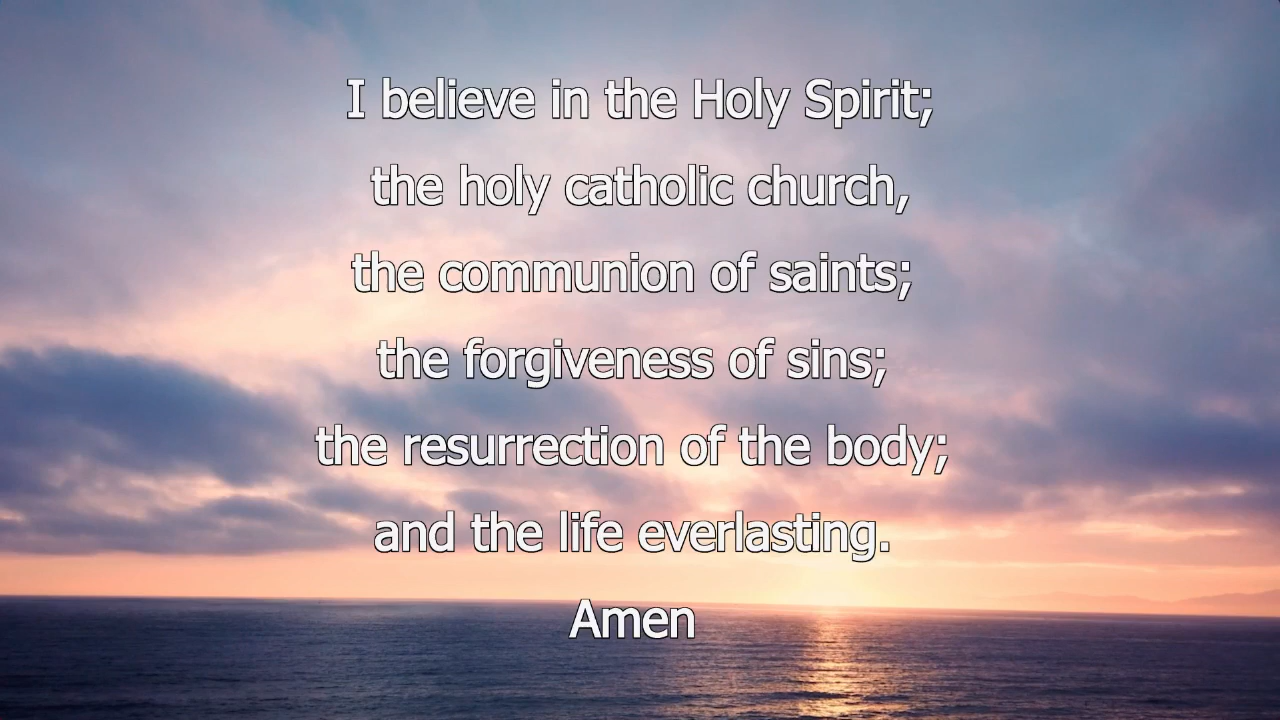 I believe in the Holy Spirit;
the holy catholic church,
the communion of saints;
the forgiveness of sins;
the resurrection of the body;
and the life everlasting.
Amen